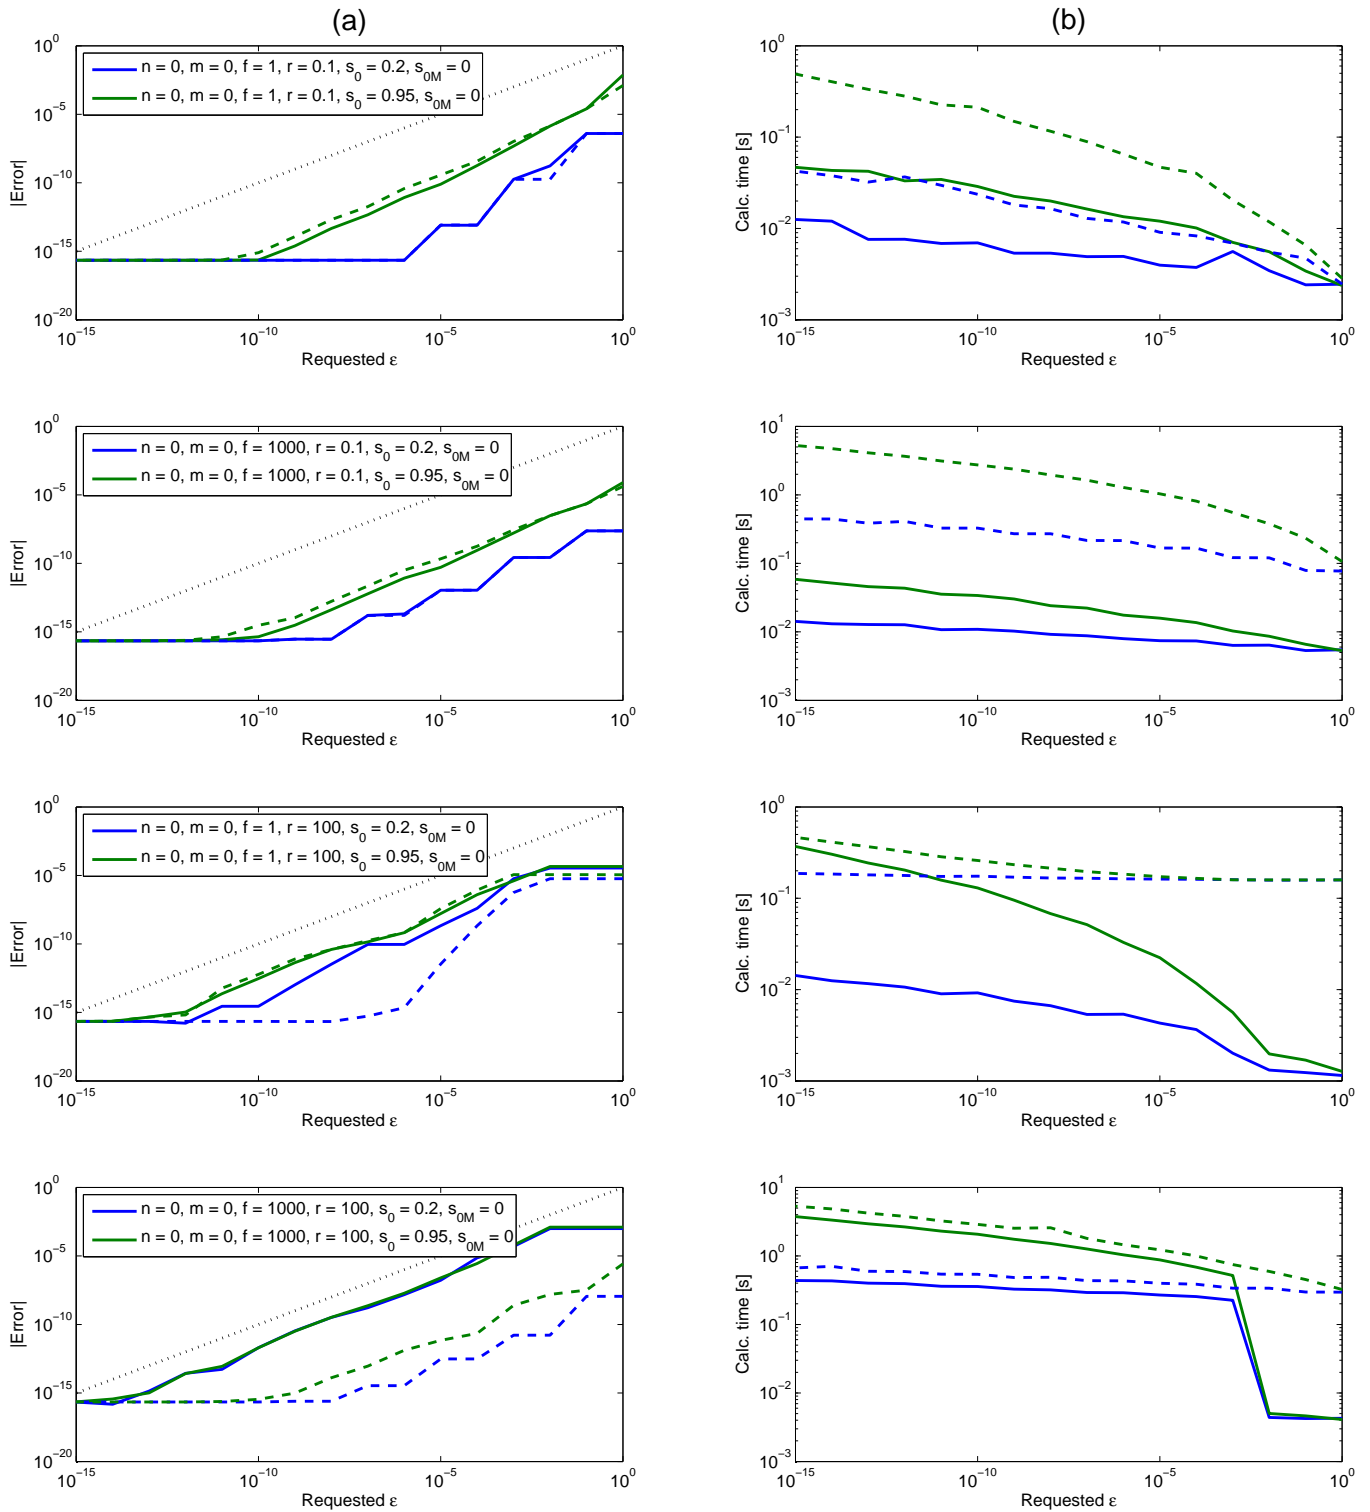 (a)
(b)
10^0
10^-5
10^-10
10^-15
10^-20
|Error|
n = 0, m = 0, f = 1, r = 0.1, s_0 = 0.2, s_0M = 0
n = 0, m = 0, f = 1, r = 0.1, s_0 = 0.95, s_0M = 0
10^-15
10^-10
10^-5
10^0
Requested ε
10^0
10^-1
10^-2
10^-3
Calc. time [s]
10^-15
10^-10
10^-5
10^0
Requested ε
10^0
10^-5
10^-10
10^-15
10^-20
|Error|
n = 0, m = 0, f = 1000, r = 0.1, s_0 = 0.2, s_0M = 0
n = 0, m = 0, f = 1000, r = 0.1, s_0 = 0.95, s_0M = 0
10^-15
10^-10
10^-5
10^0
Requested ε
10^1
10^0
10^-1
10^-2
10^-3
Calc. time [s]
10^-15
10^-10
10^-5
10^0
Requested ε
10^0
10^-5
10^-10
10^-15
10^-20
|Error|
n = 0, m = 0, f = 1, r = 100, s_0 = 0.2, s_0M = 0
n = 0, m = 0, f = 1, r = 100, s_0 = 0.95, s_0M = 0
10^-15
10^-10
10^-5
10^0
Requested ε
10^0
10^-1
10^-2
10^-3
Calc. time [s]
10^-15
10^-10
10^-5
10^0
Requested ε
10^0
10^-5
10^-10
10^-15
10^-20
|Error|
n = 0, m = 0, f = 1000, r = 100, s_0 = 0.2, s_0M = 0
n = 0, m = 0, f = 1000, r = 100, s_0 = 0.95, s_0M = 0
10^-15
10^-10
10^-5
10^0
Requested ε
10^1
10^0
10^-1
10^-2
10^-3
Calc. time [s]
10^-15
10^-10
10^-5
10^0
Requested ε